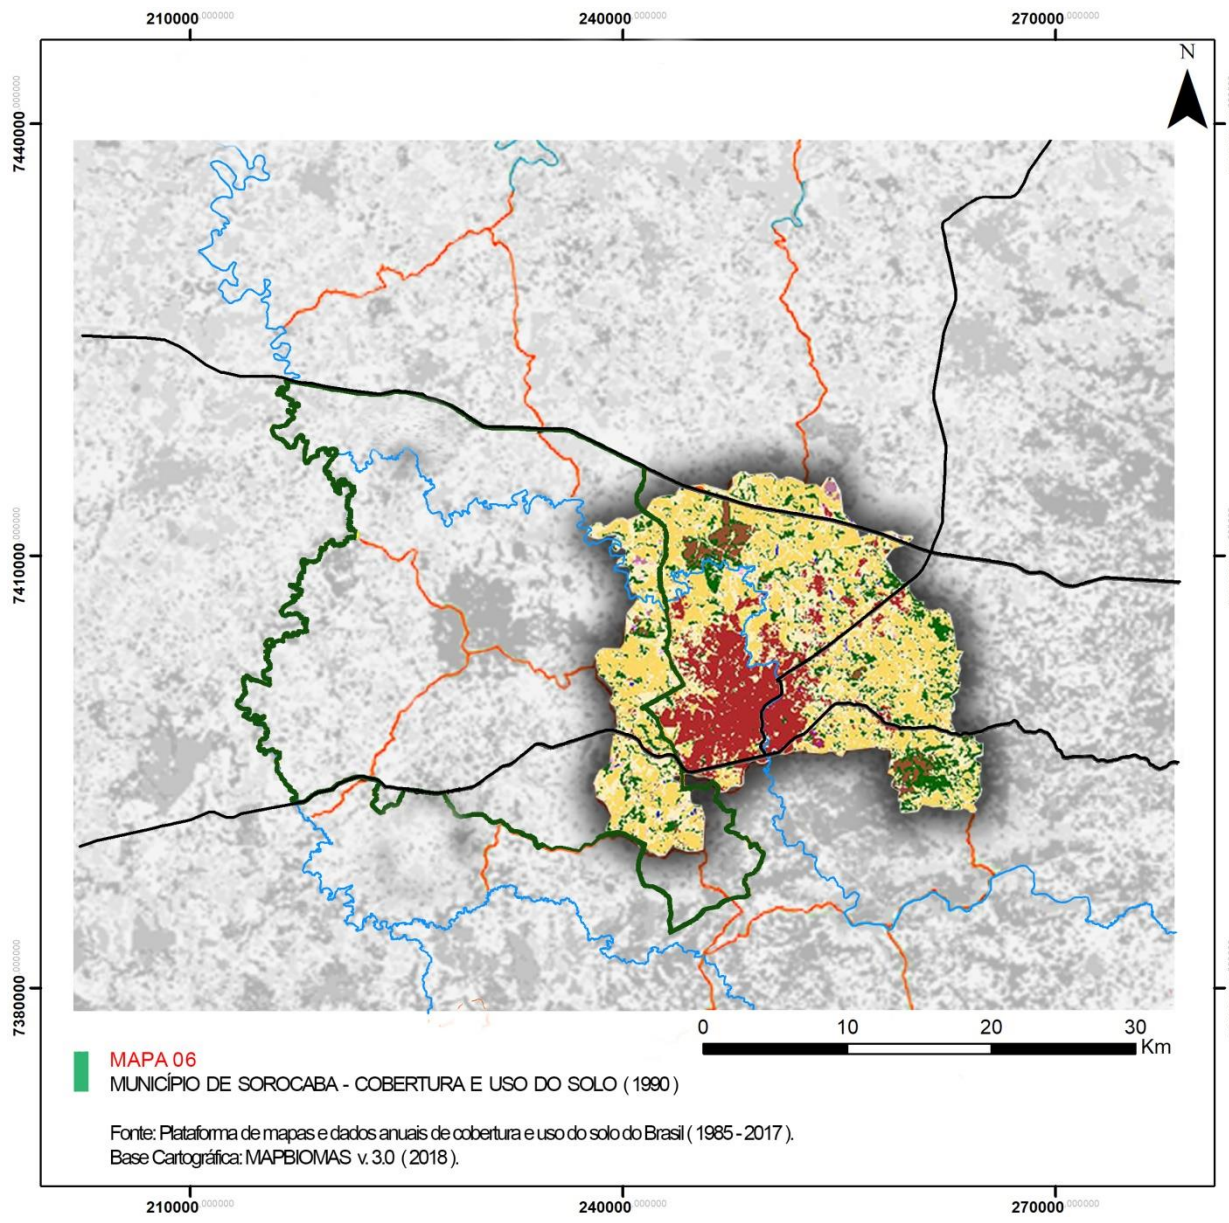 210000.000000 240000.000000 270000.000000
N
7440000.000000
7410000.000000
7380000.000000
0 10 20 30
Km
MAPA 06
MUNICÍPIO DE SOROCABA - COBERTURA E USO DO SOLO ( 1990 )
Fonte: Plataforma de mapas e dados anuais de cobertura e uso do solo do Brasil ( 1985 - 2017 ).
Base Cartográfica: MAPBIOMAS v. 3.0 ( 2018 ).
210000.000000 240000.000000 270000.000000